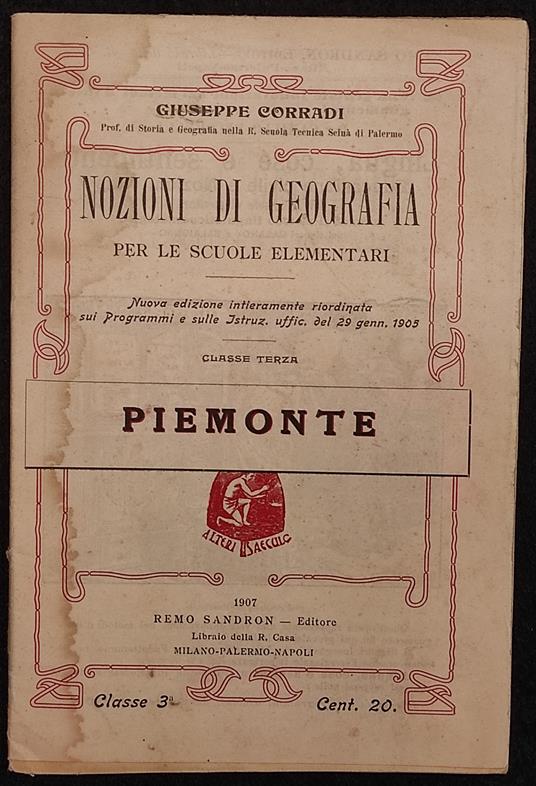 GIUSEPPE CORRADI
Prof. di Storia e Geografia nella R. Scuola Tecnica Scinà di Palermo
NOZIONI DI GEOGRAFIA
PER LE SCUOLE ELEMENTARI
Nuova edizione intieramente riordinata
sui Programmi e sulle Istruz. uffic. del 29 genn. 1905
CLASSE TERZA
PIEMONTE
ALTERI SAECULO
1907
REMO SANDRON — Editore
Libraio della R. Casa
MILANO-PALERMO-NAPOLI
Classe 3ª
Cent. 20.